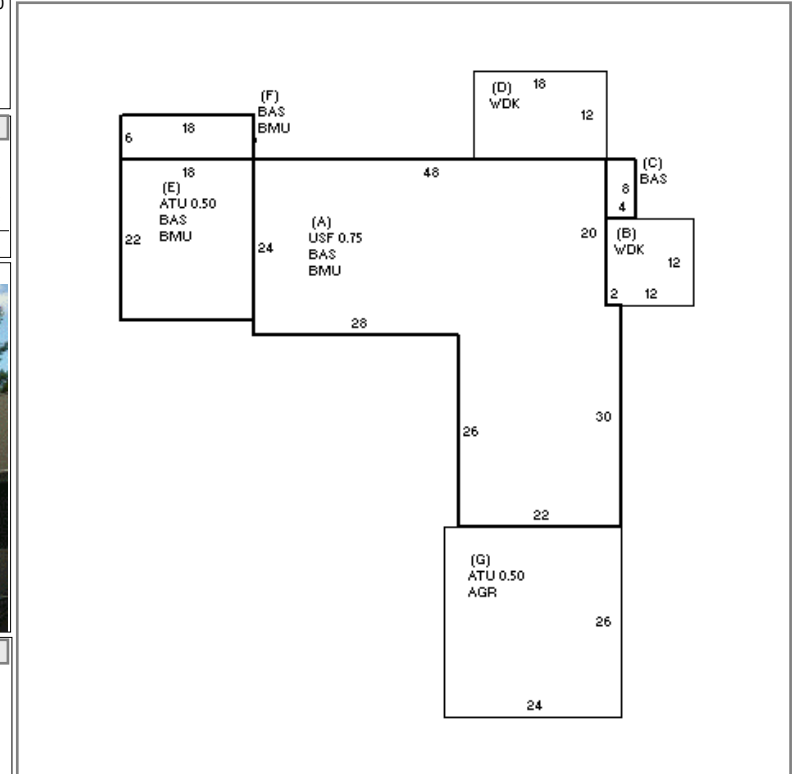 (D)
WDK
18
12
(F)
BAS
BMU
18
6
(C)
BAS
8
4
48
18
(E)
ATU 0.50
BAS
BMU
22
24
(A)
USF 0.75
BAS
BMU
20
(B)
WDK
12
2
12
28
26
30
22
(G)
ATU 0.50
AGR
26
24